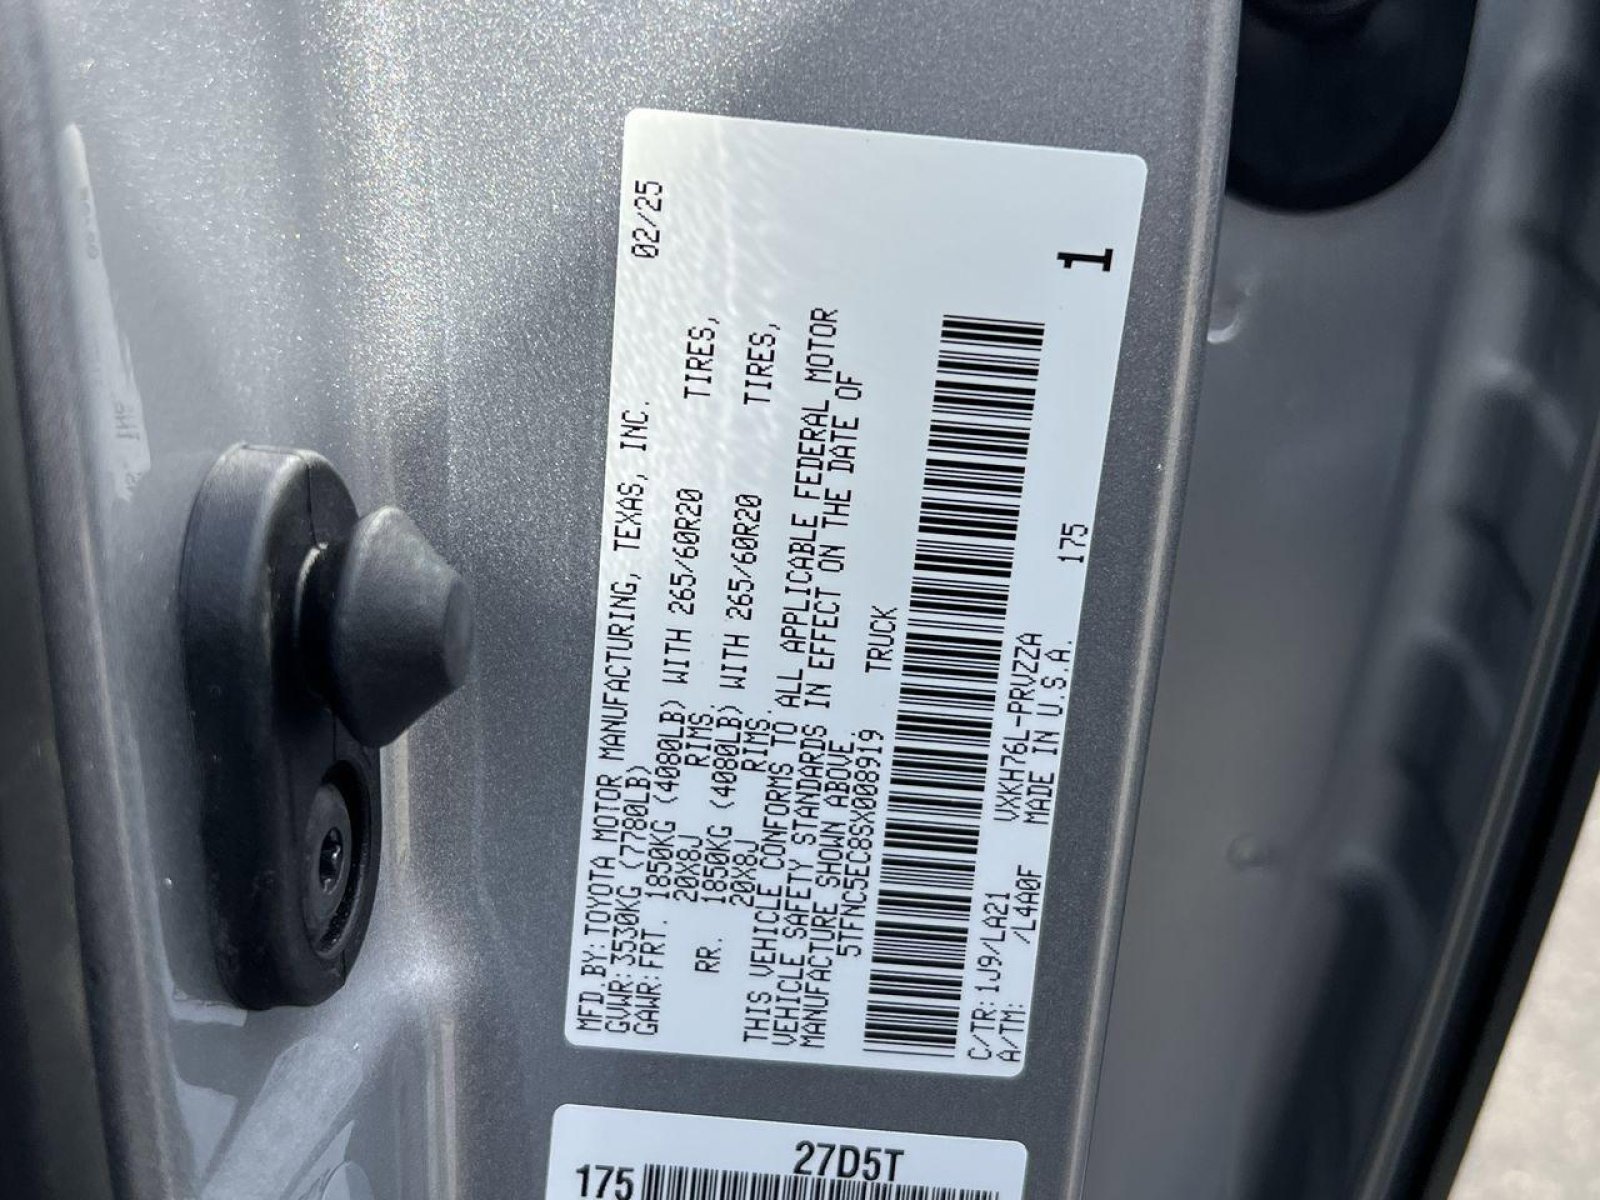 MFD.BY:TOYOTA MOTOR MANUFACTURING, TEXAS, INC. 02/25
GVWR:3530KG (7780LB)
GAWR:FRT. 1850KG (4080LB) WITH 265/60R20 TIRES,
20X8J RIMS,
RR. 1850KG (4080LB) WITH 265/60R20 TIRES,
20X8J RIMS.
THIS VEHICLE CONFORMS TO ALL APPLICABLE FEDERAL MOTOR
VEHICLE SAFETY STANDARDS IN EFFECT ON THE DATE OF
MANUFACTURE SHOWN ABOVE.
5TFNC5EC8SX008919 TRUCK
C/TR:1J9/LA21 VXKH76L-PRVZZA 175 1
A/TM: /L4A0F MADE IN U.S.A.
27D5T
175